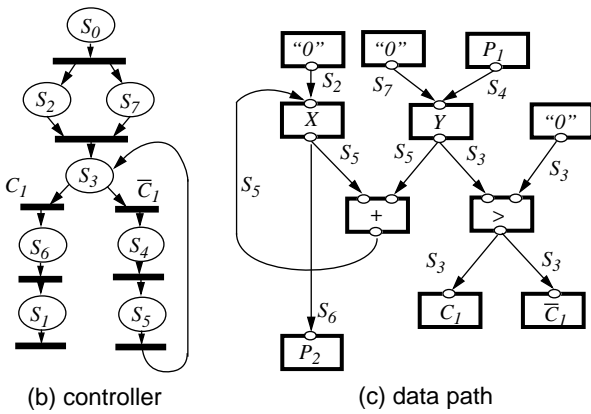 S₀
S₂ S₇
S₃
C₁ C̅₁
S₆ S₄
S₁ S₅
(b) controller
“0” “0” P₁
S₂ S₇ S₄
X Y “0”
S₅ S₅ S₃ S₃
S₅
+ >
S₃ S₃
S₆
C₁ C̅₁
P₂
(c) data path